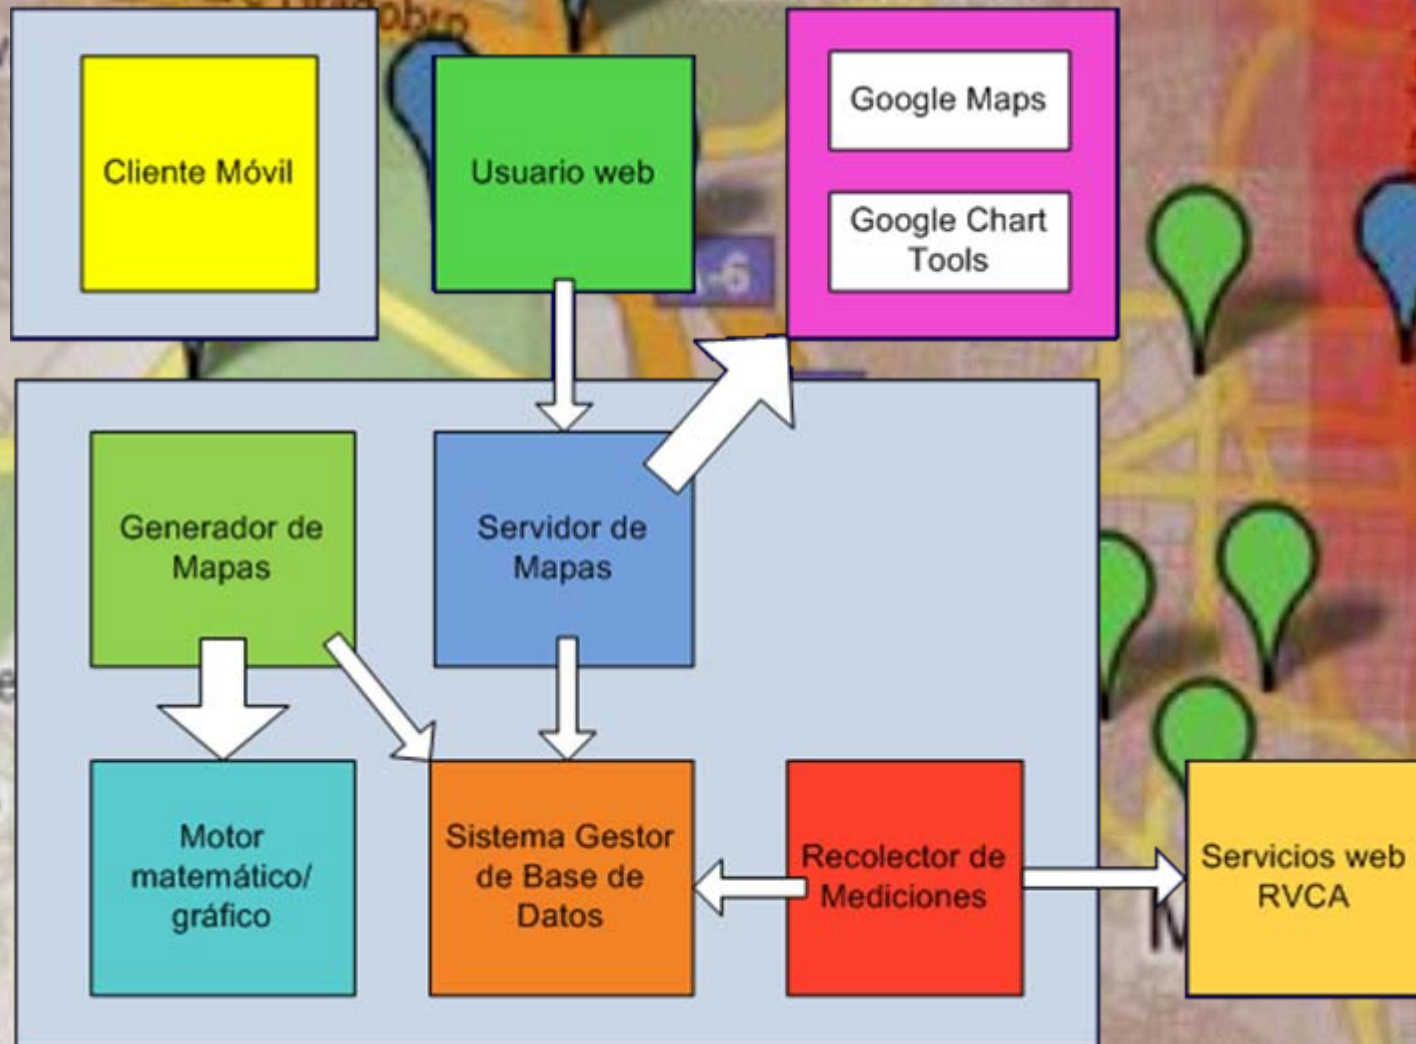 Cliente Móvil
Usuario web
Google Maps
Google Chart
Tools
A-6
Generador de
Mapas
Servidor de
Mapas
Motor
matemático/
gráfico
Sistema Gestor
de Base de
Datos
Recolector de
Mediciones
Servicios web
RVCA